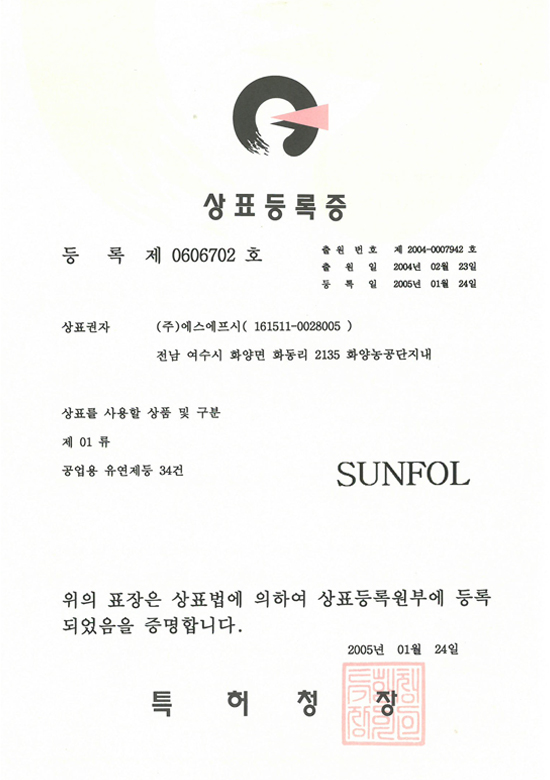 상표등록증
등 록 제 0606702 호
출 원 번 호 제 2004-0007942 호
출 원 일 2004년 02월 23일
등 록 일 2005년 01월 24일
상표권자 (주)에스에프시( 161511-0028005 )
전남 여수시 화양면 화동리 2135 화양농공단지내
상표를 사용할 상품 및 구분
제 01 류
공업용 유연제등 34건
SUNFOL
위의 표장은 상표법에 의하여 상표등록원부에 등록
되었음을 증명합니다.
2005년 01월 24일
특 허 청 장